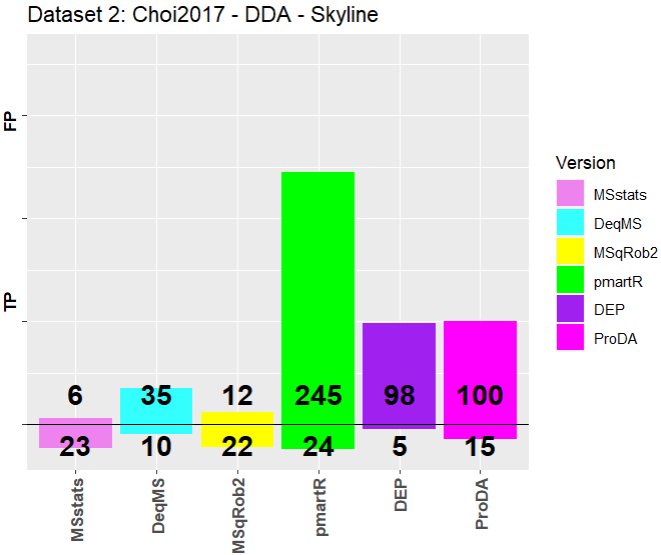 Dataset 2: Choi2017 - DDA - Skyline
FP
TP
6
35
12
245
98
100
23
10
22
24
5
15
MSstats
DeqMS
MSqRob2
pmartR
DEP
ProDA
Version
MSstats
DeqMS
MSqRob2
pmartR
DEP
ProDA